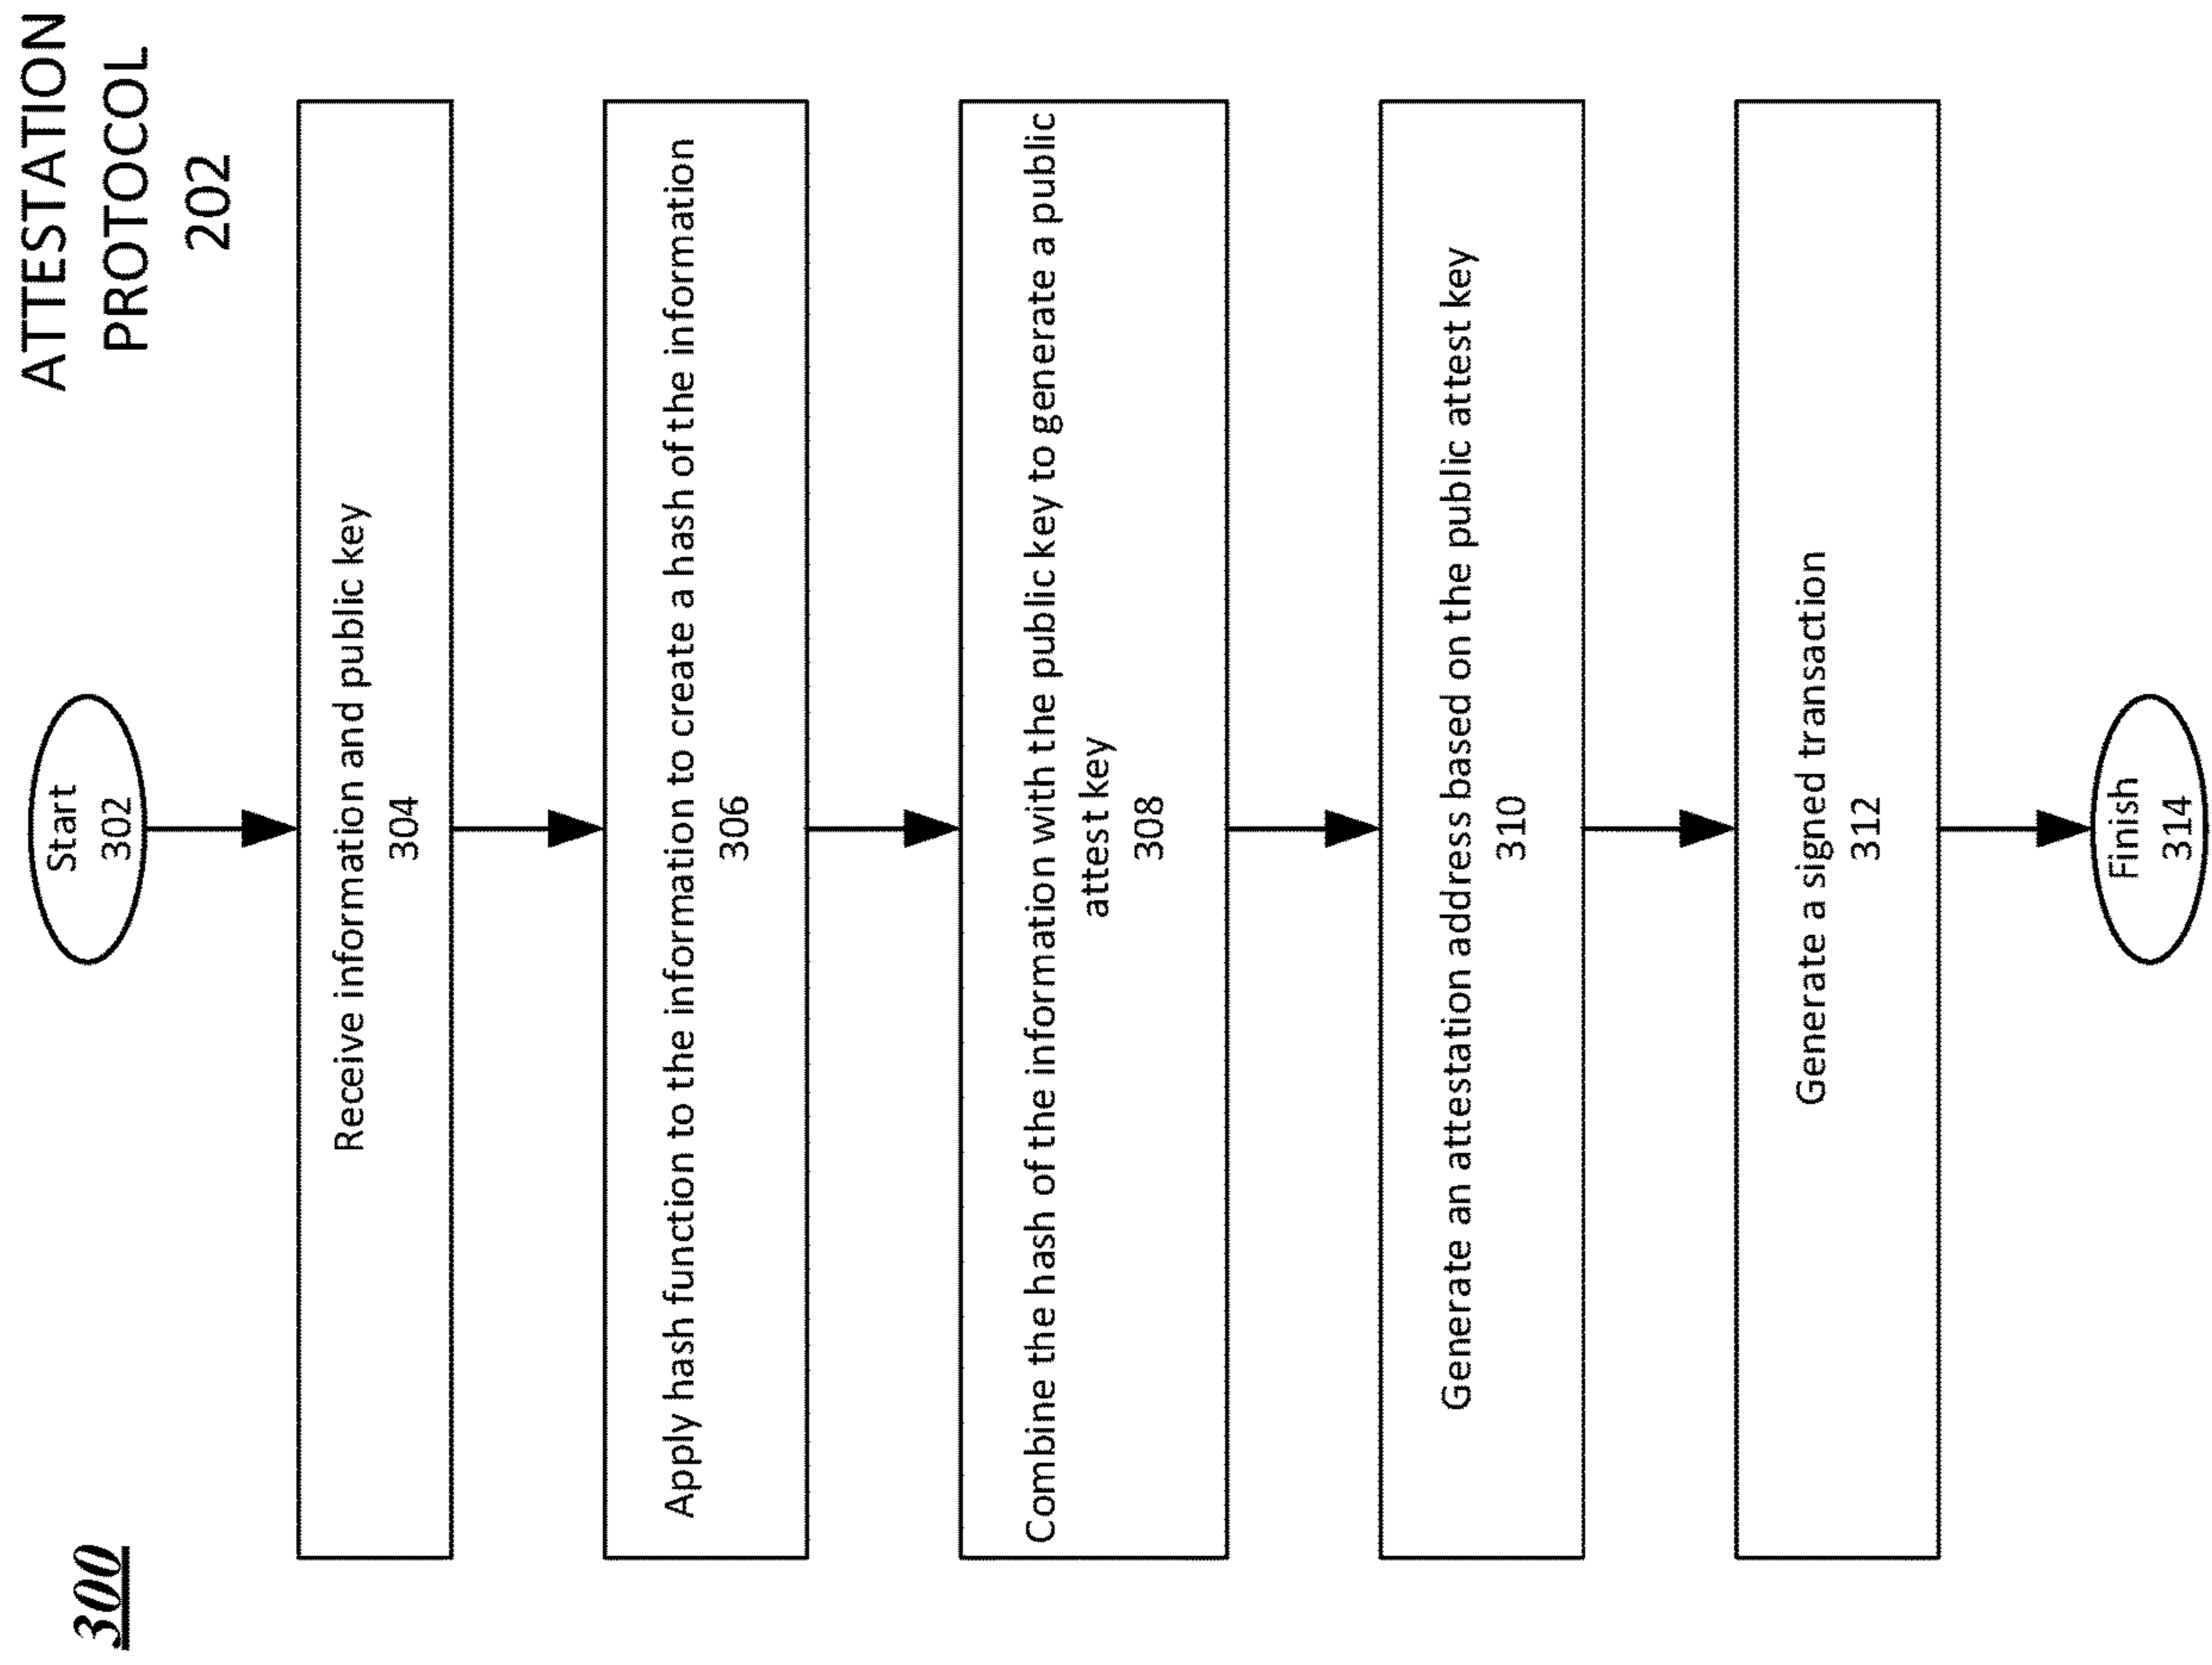 300
ATTESTATION
PROTOCOL
202
Start
302
Receive information and public key
304
Apply hash function to the information to create a hash of the information
306
Combine the hash of the information with the public key to generate a public
attest key
308
Generate an attestation address based on the public attest key
310
Generate a signed transaction
312
Finish
314